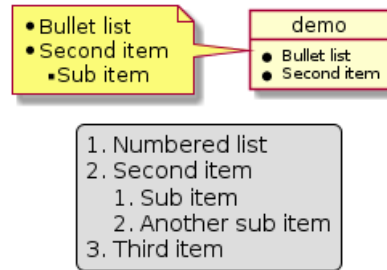 • Bullet list
• Second item
▪ Sub item
demo
• Bullet list
• Second item
1. Numbered list
2. Second item
1. Sub item
2. Another sub item
3. Third item